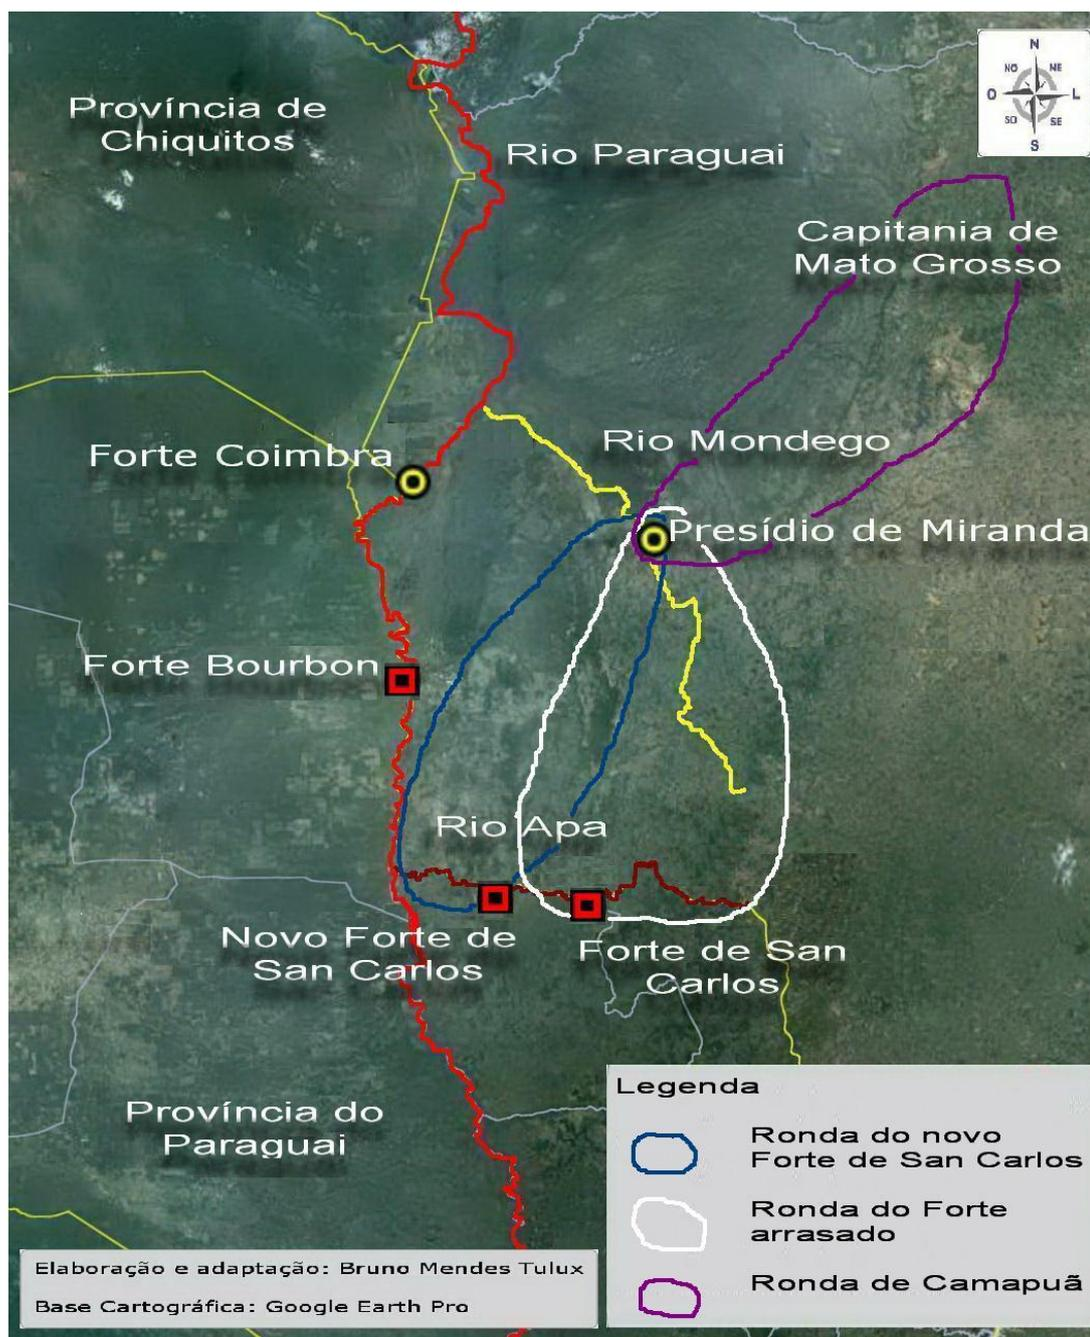 N
NO NE
O L
SO SE
S
Província de
Chiquitos
Rio Paraguai
Capitania de
Mato Grosso
Forte Coimbra
Rio Mondego
Presídio de Miranda
Forte Bourbon
Rio Apa
Novo Forte de
San Carlos
Forte de San
Carlos
Província do
Paraguai
Legenda
Ronda do novo
Forte de San Carlos
Ronda do Forte
arrasado
Ronda de Camapuã
Elaboração e adaptação: Bruno Mendes Tulux
Base Cartográfica: Google Earth Pro